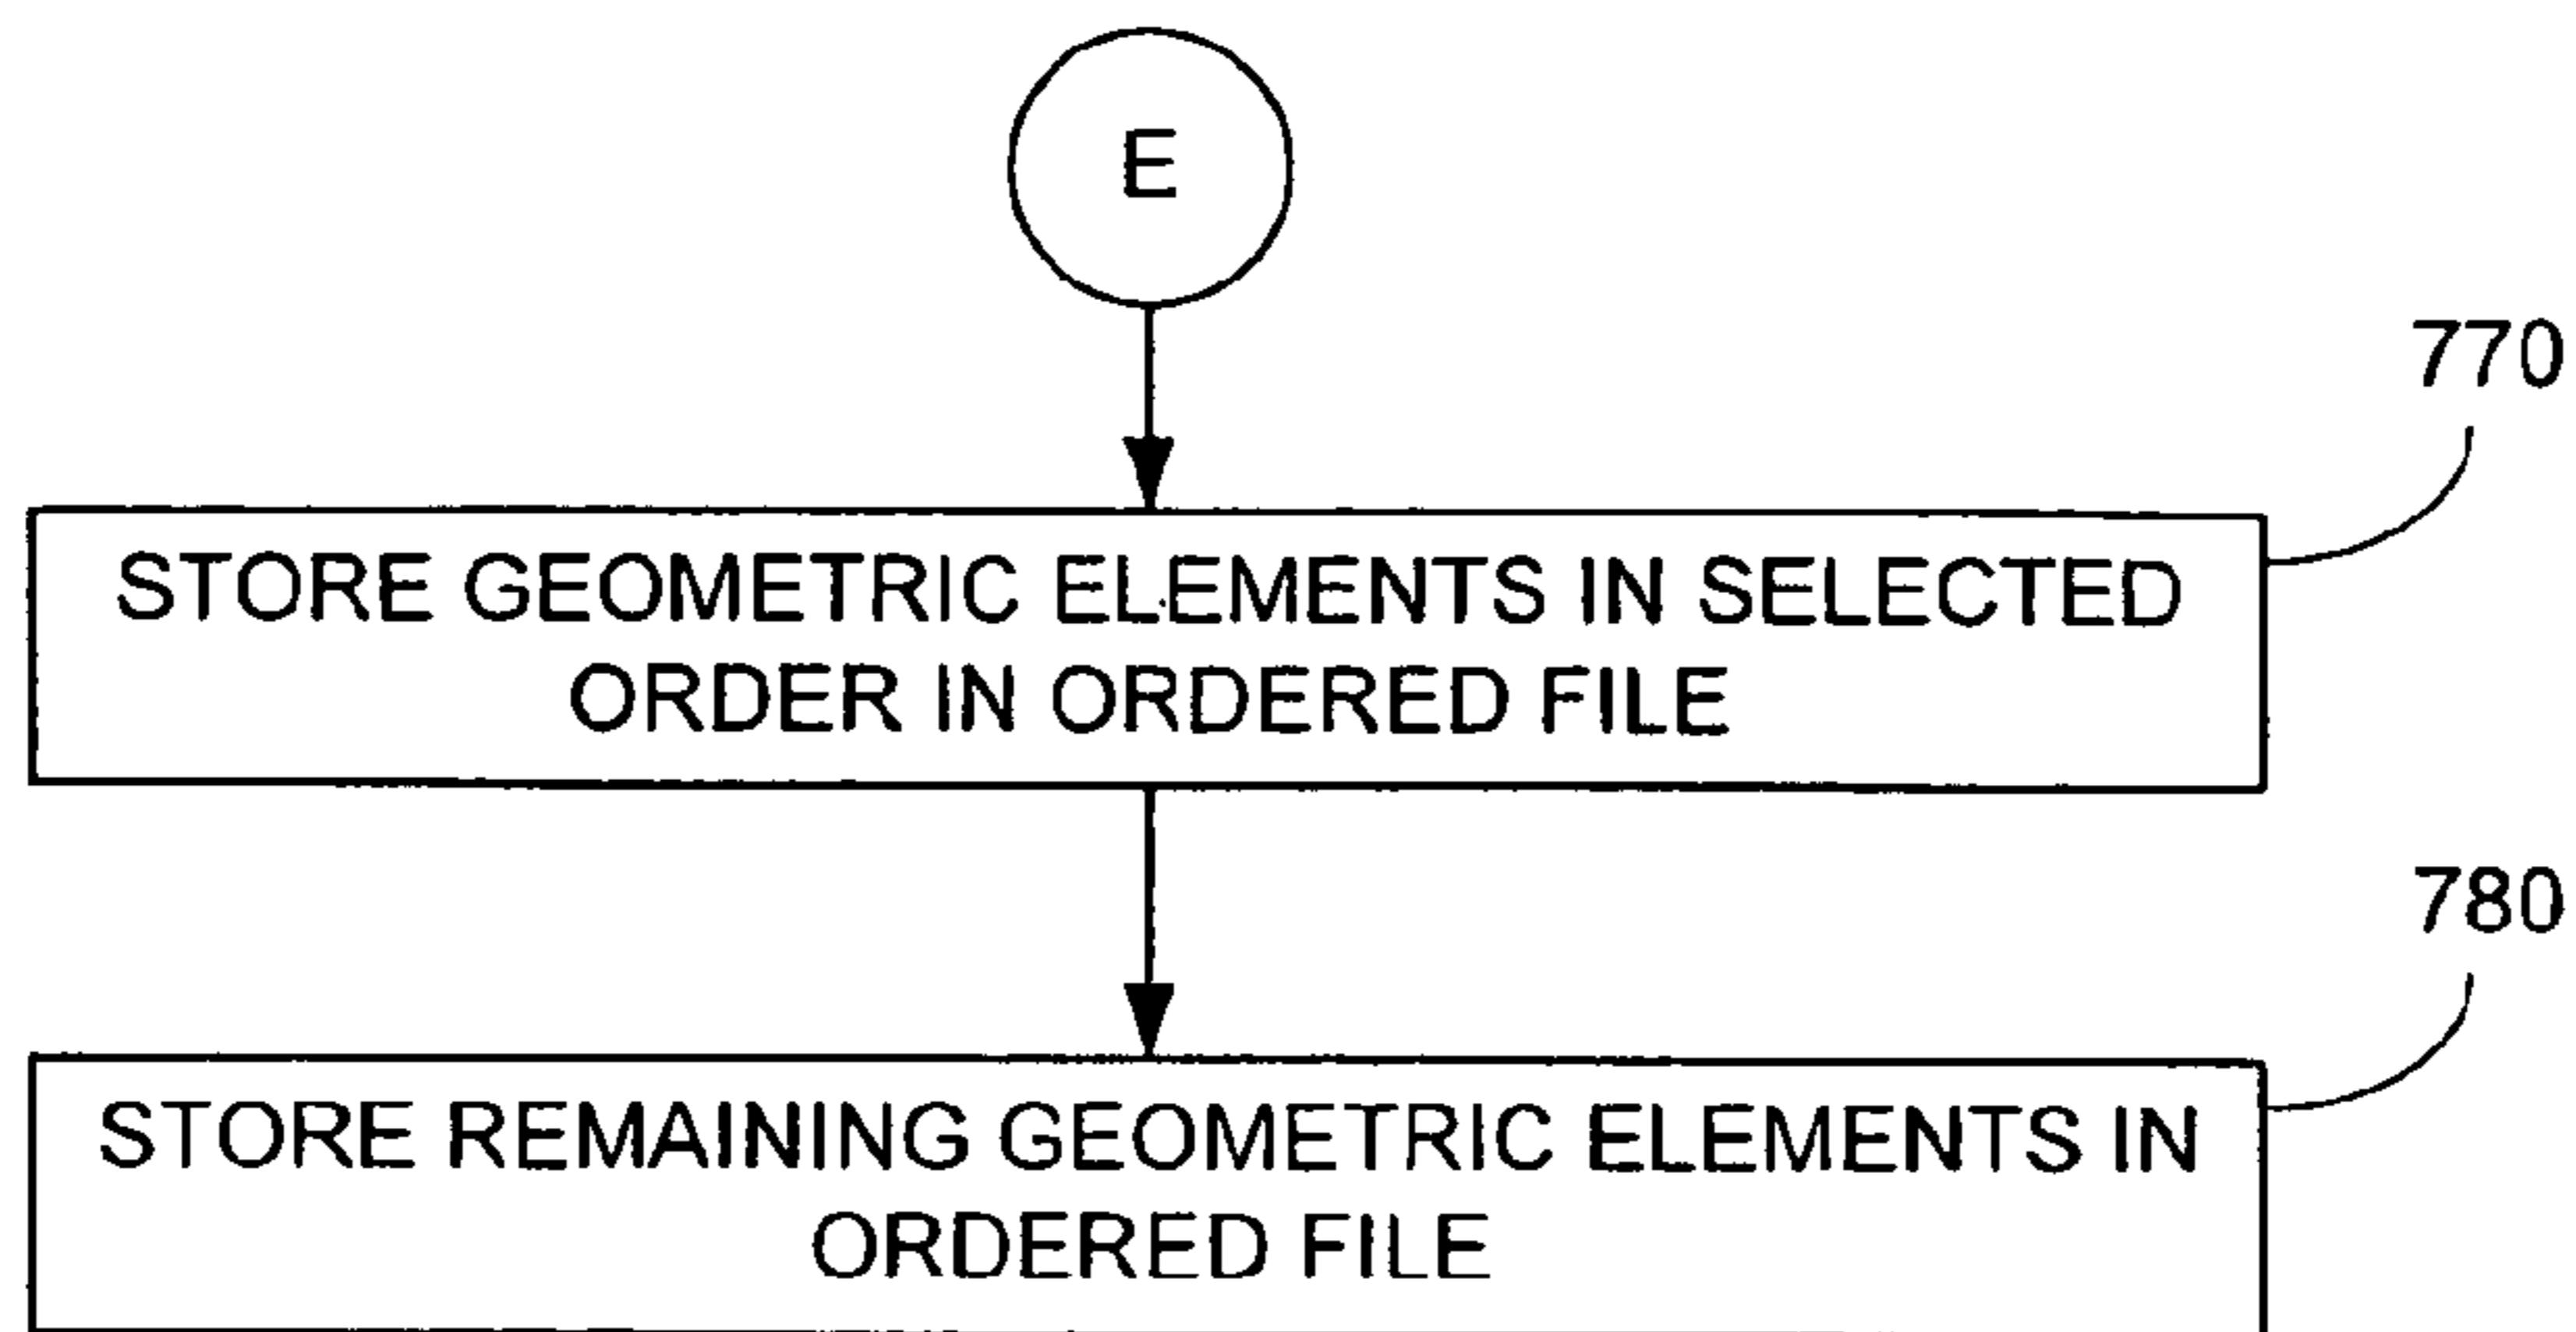 E
770
STORE GEOMETRIC ELEMENTS IN SELECTED
ORDER IN ORDERED FILE
780
STORE REMAINING GEOMETRIC ELEMENTS IN
ORDERED FILE